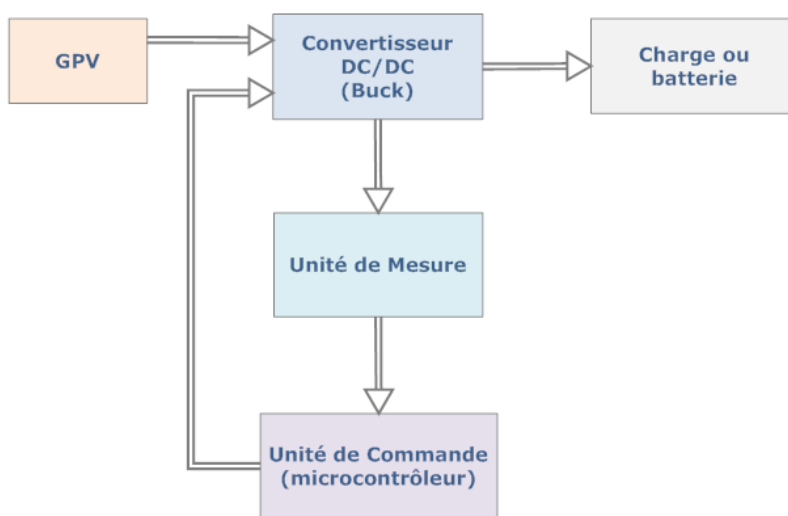 GPV
Convertisseur
DC/DC
(Buck)
Charge ou
batterie
Unité de Mesure
Unité de Commande
(microcontrôleur)